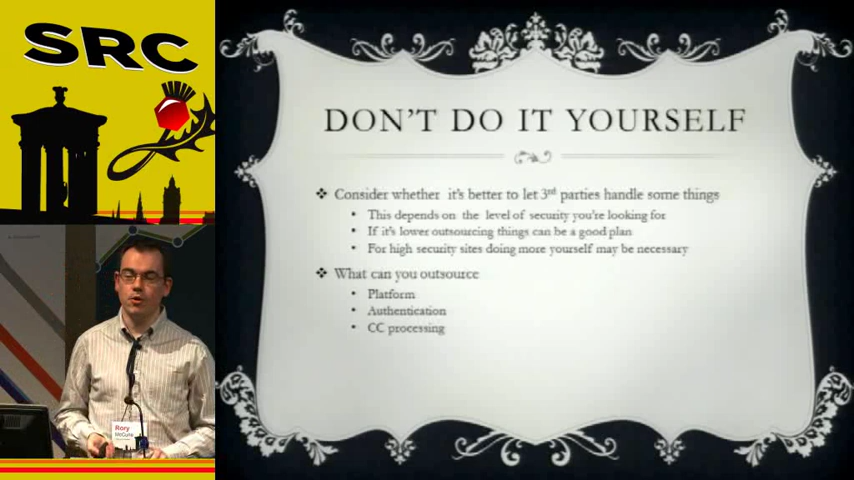 SRC
DON'T DO IT YOURSELF
Consider whether it's better to let 3rd parties handle some things
This depends on the level of security you're looking for
If it's lower outsourcing things can be a good plan
For high security sites doing more yourself may be necessary
What can you outsource
Platform
Authentication
CC processing
Rory
McCune